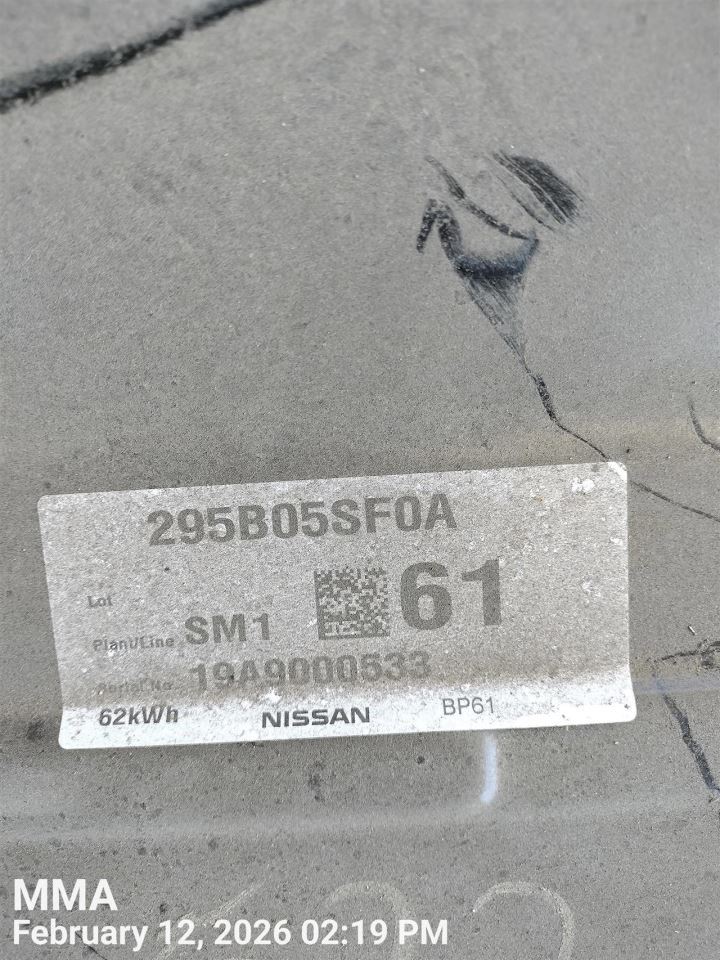 295B05SF0A
Lot
61
Plant/Line SM1
Serial No 19A9000533
62kWh NISSAN BP61
MMA
February 12, 2026 02:19 PM